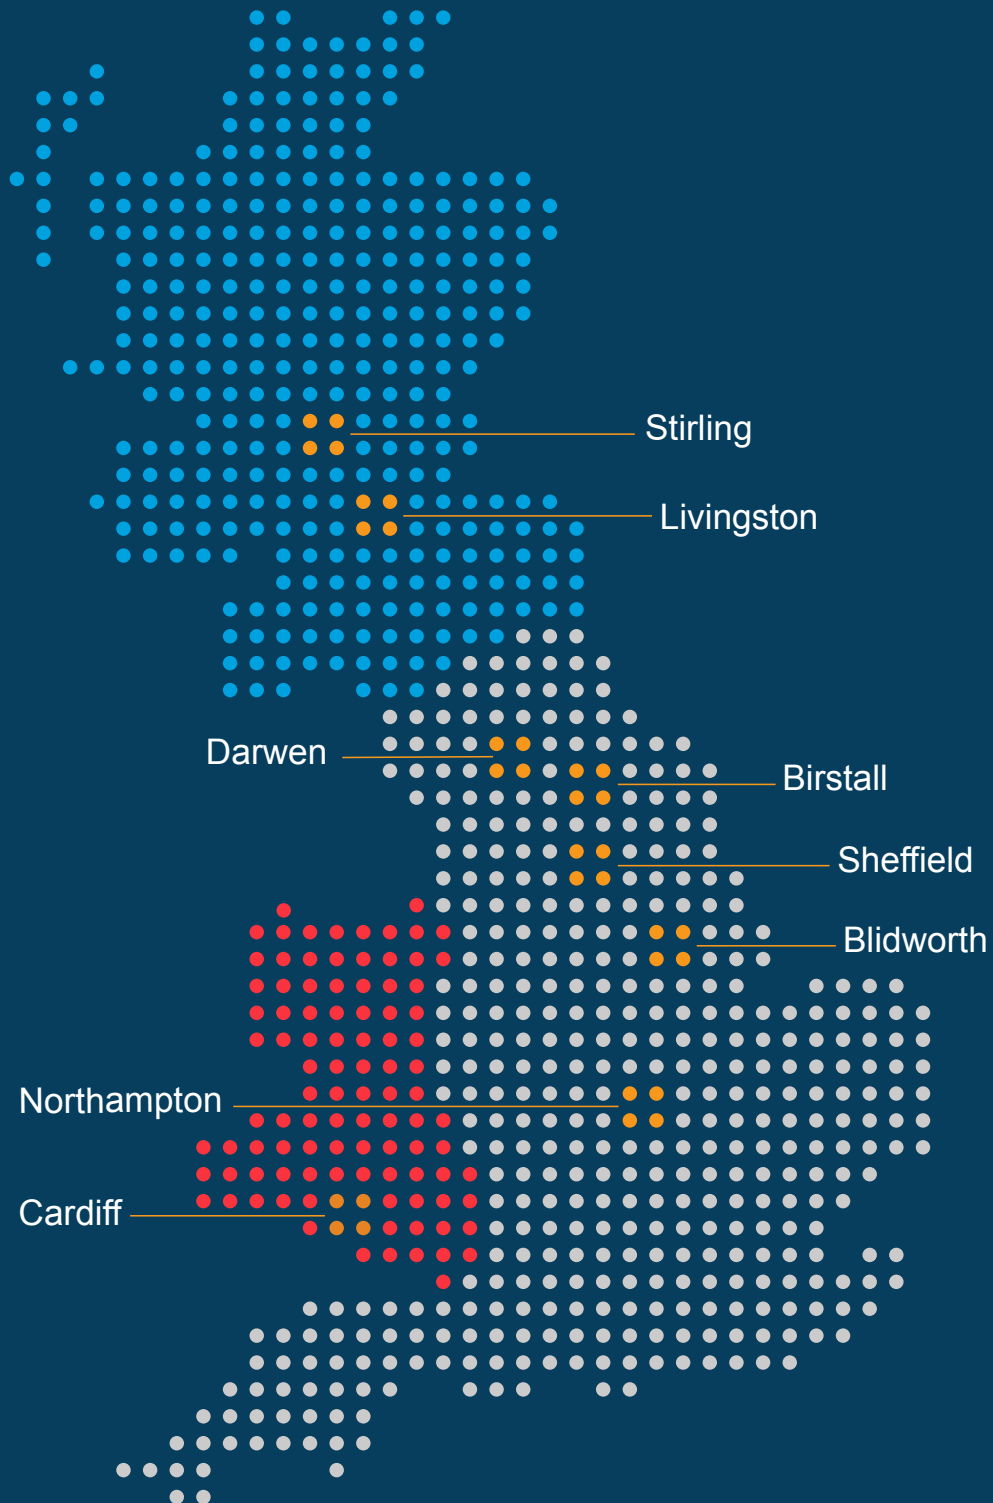 Stirling
Livingston
Darwen
Birstall
Sheffield
Blidworth
Northampton
Cardiff